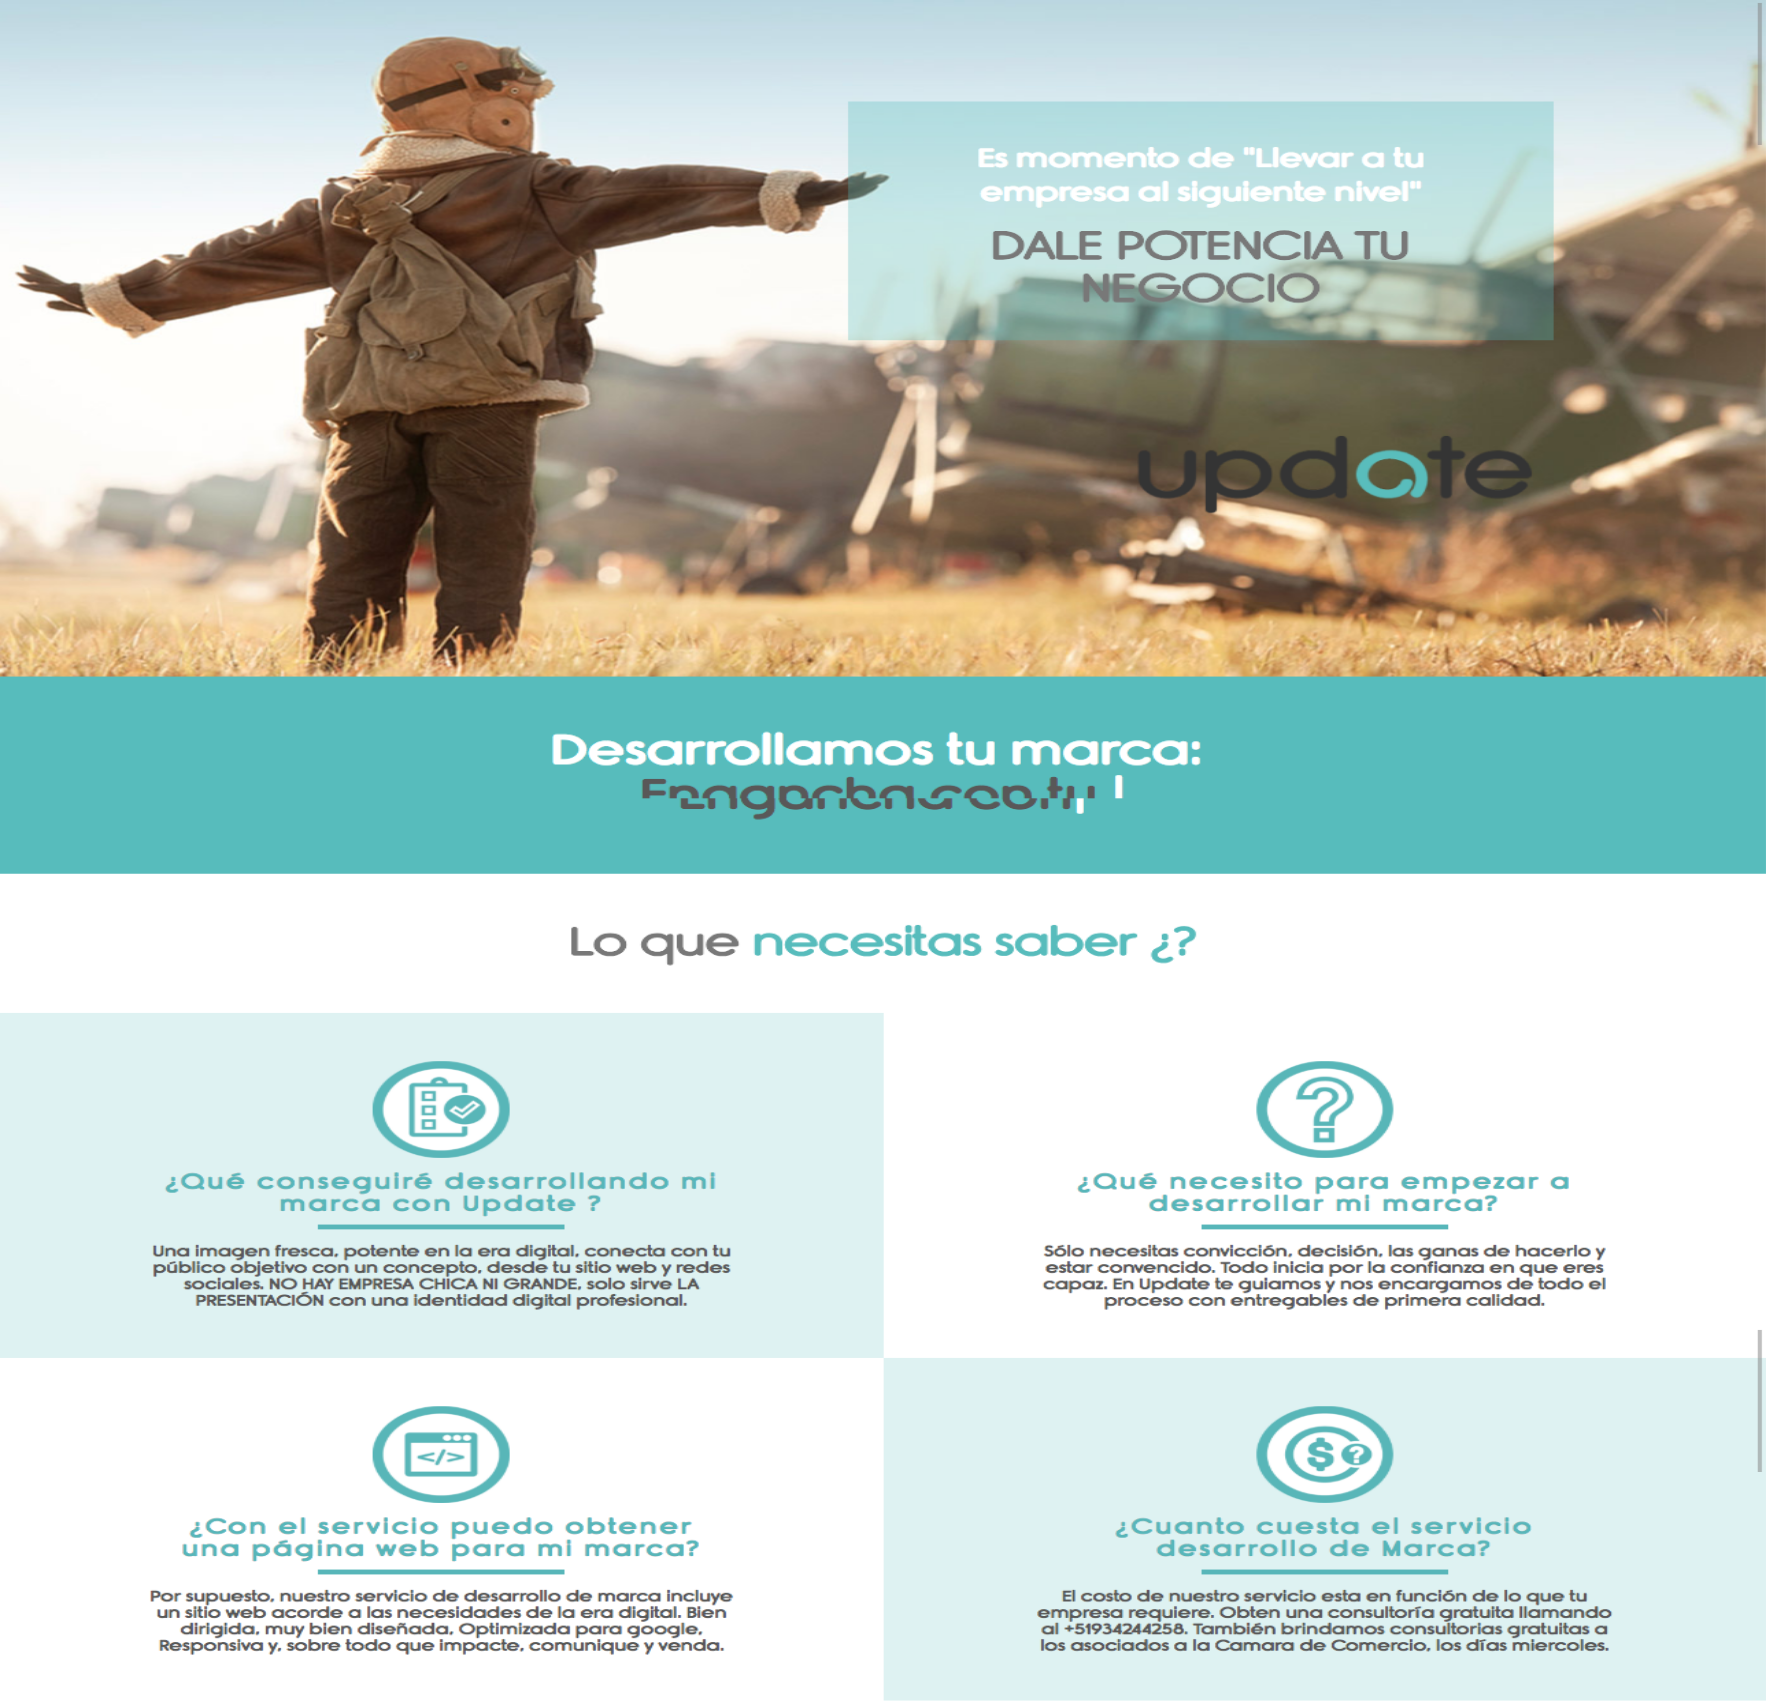 Es momento de "Llevar a tu
empresa al siguiente nivel"
DALE POTENCIA TU
NEGOCIO
update
Desarrollamos tu marca:
Lo que necesitas saber ¿?
¿Qué conseguiré desarrollando mi
marca con Update ?
Una imagen fresca, potente en la era digital, conecta con tu
público objetivo con un concepto, desde tu sitio web y redes
sociales. NO HAY EMPRESA CHICA NI GRANDE, solo sirve LA
PRESENTACIÓN con una identidad digital profesional.
¿Qué necesito para empezar a
desarrollar mi marca?
Sólo necesitas convicción, decisión, las ganas de hacerlo y
estar convencido. Todo inicia por la confianza en que eres
capaz. En Update te guiamos y nos encargamos de todo el
proceso con entregables de primera calidad.
¿Con el servicio puedo obtener
una página web para mi marca?
Por supuesto, nuestro servicio de desarrollo de marca incluye
un sitio web acorde a las necesidades de la era digital. Bien
dirigida, muy bien diseñada, Optimizada para google,
Responsiva y, sobre todo que impacte, comunique y venda.
¿Cuanto cuesta el servicio
desarrollo de Marca?
El costo de nuestro servicio esta en función de lo que tu
empresa requiere. Obten una consultoría gratuita llamando
al +51934244258. También brindamos consultorias gratuitas a
los asociados a la Camara de Comercio, los días miercoles.